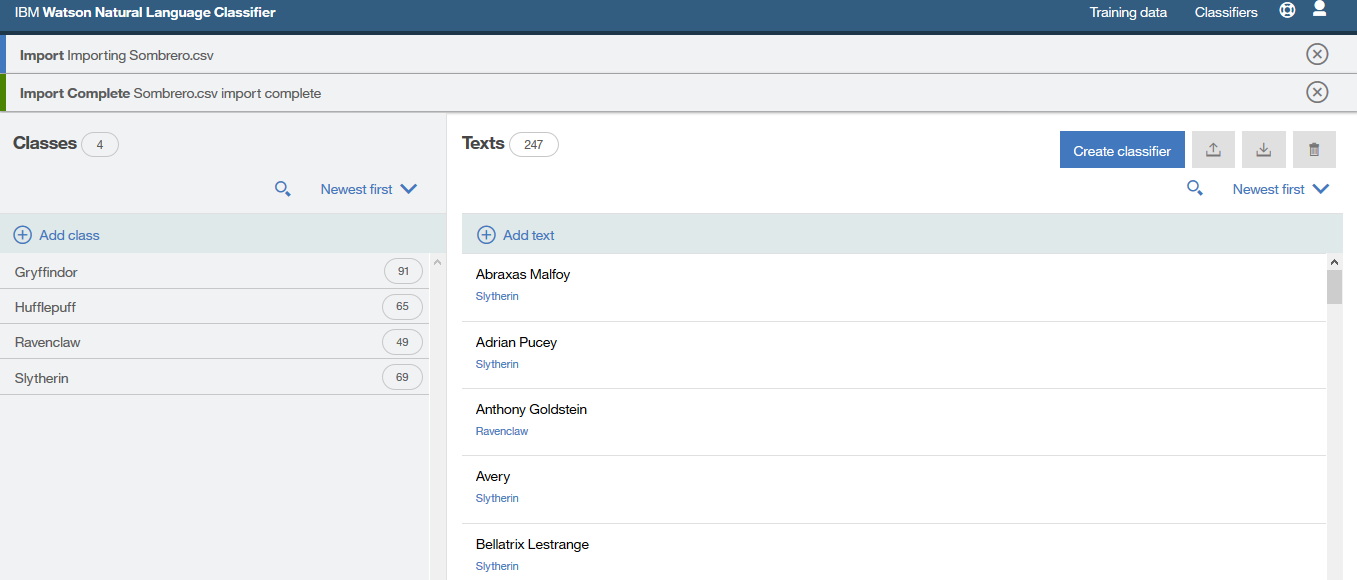 IBM Watson Natural Language Classifier Training data Classifiers
Import Importing Sombrero.csv
Import Complete Sombrero.csv import complete
Classes 4
Newest first
Add class
Gryffindor 91
Hufflepuff 65
Ravenclaw 49
Slytherin 69
Texts 247
Create classifier
Newest first
Add text
Abraxas Malfoy
Slytherin
Adrian Pucey
Slytherin
Anthony Goldstein
Ravenclaw
Avery
Slytherin
Bellatrix Lestrange
Slytherin